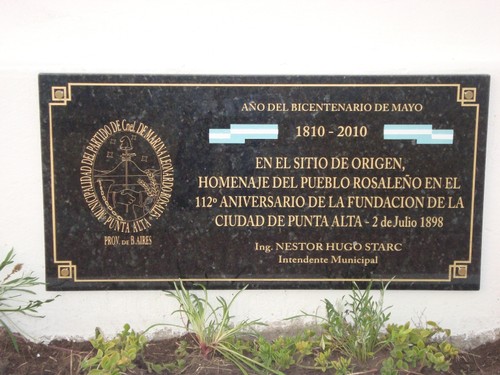 AÑO DEL BICENTENARIO DE MAYO
1810 - 2010
EN EL SITIO DE ORIGEN,
HOMENAJE DEL PUEBLO ROSALEÑO EN EL
112º ANIVERSARIO DE LA FUNDACION DE LA
CIUDAD DE PUNTA ALTA - 2 de Julio 1898
Ing. NESTOR HUGO STARC
Intendente Municipal
MUNICIPALIDAD DEL PARTIDO DE Cnel. DE MARINA LEONARDO ROSALES
PUNTA ALTA
PROV. DE B. AIRES